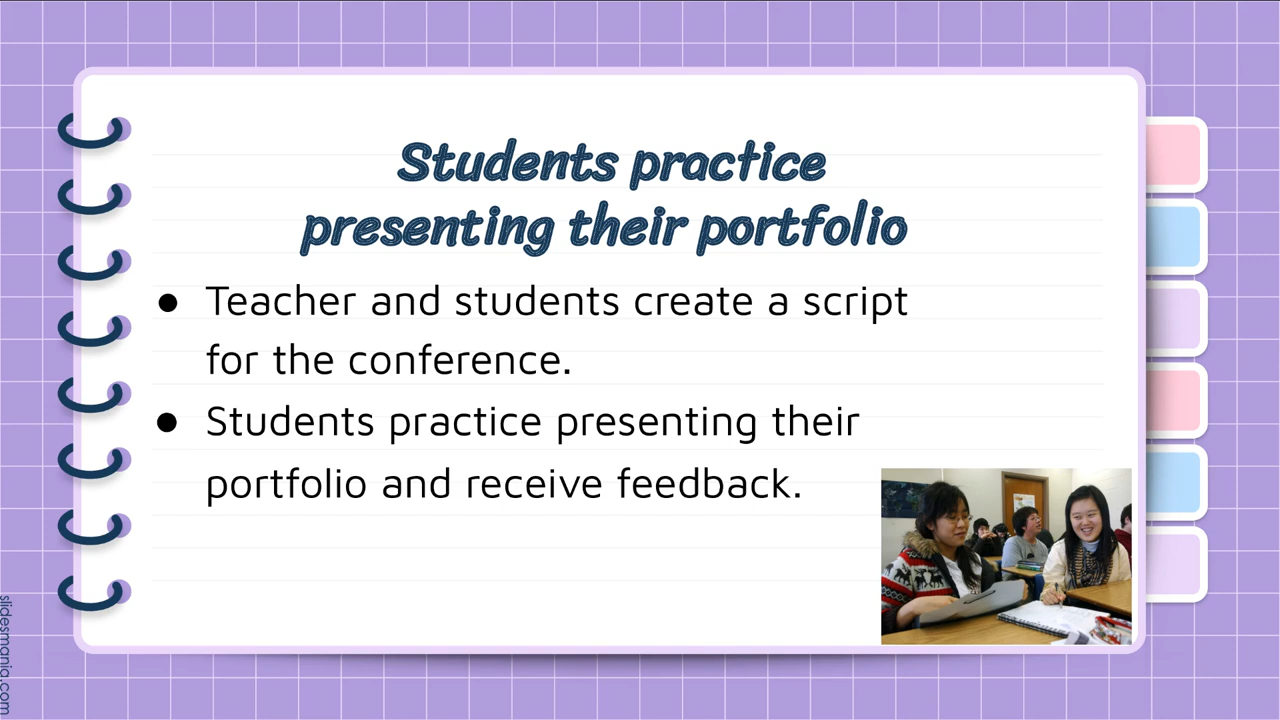 Students practice
presenting their portfolio
● Teacher and students create a script
for the conference.
● Students practice presenting their
portfolio and receive feedback.
slidesmania.com